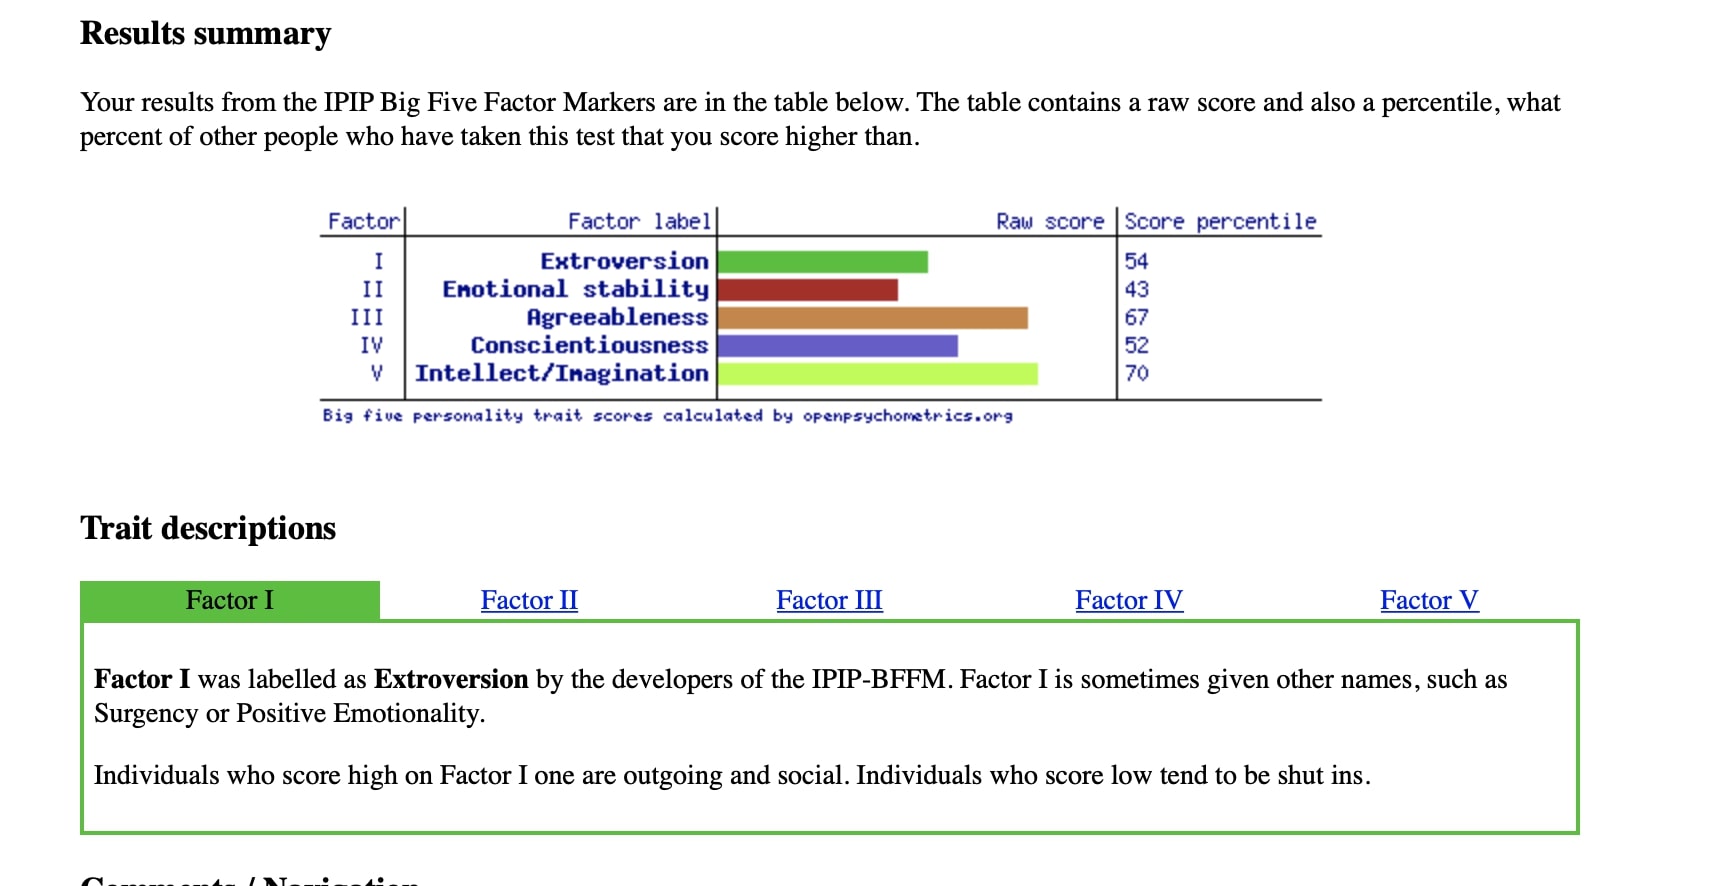 Results summary
Your results from the IPIP Big Five Factor Markers are in the table below. The table contains a raw score and also a percentile, what
percent of other people who have taken this test that you score higher than.
Factor Factor label Raw score Score percentile
I Extroversion 54
II Emotional stability 43
III Agreeableness 67
IV Conscientiousness 52
V Intellect/Imagination 70
Big five personality trait scores calculated by openpsychometrics.org
Trait descriptions
Factor I Factor II Factor III Factor IV Factor V
Factor I was labelled as Extroversion by the developers of the IPIP-BFFM. Factor I is sometimes given other names, such as
Surgency or Positive Emotionality.
Individuals who score high on Factor I one are outgoing and social. Individuals who score low tend to be shut ins.
Comments / Navigation